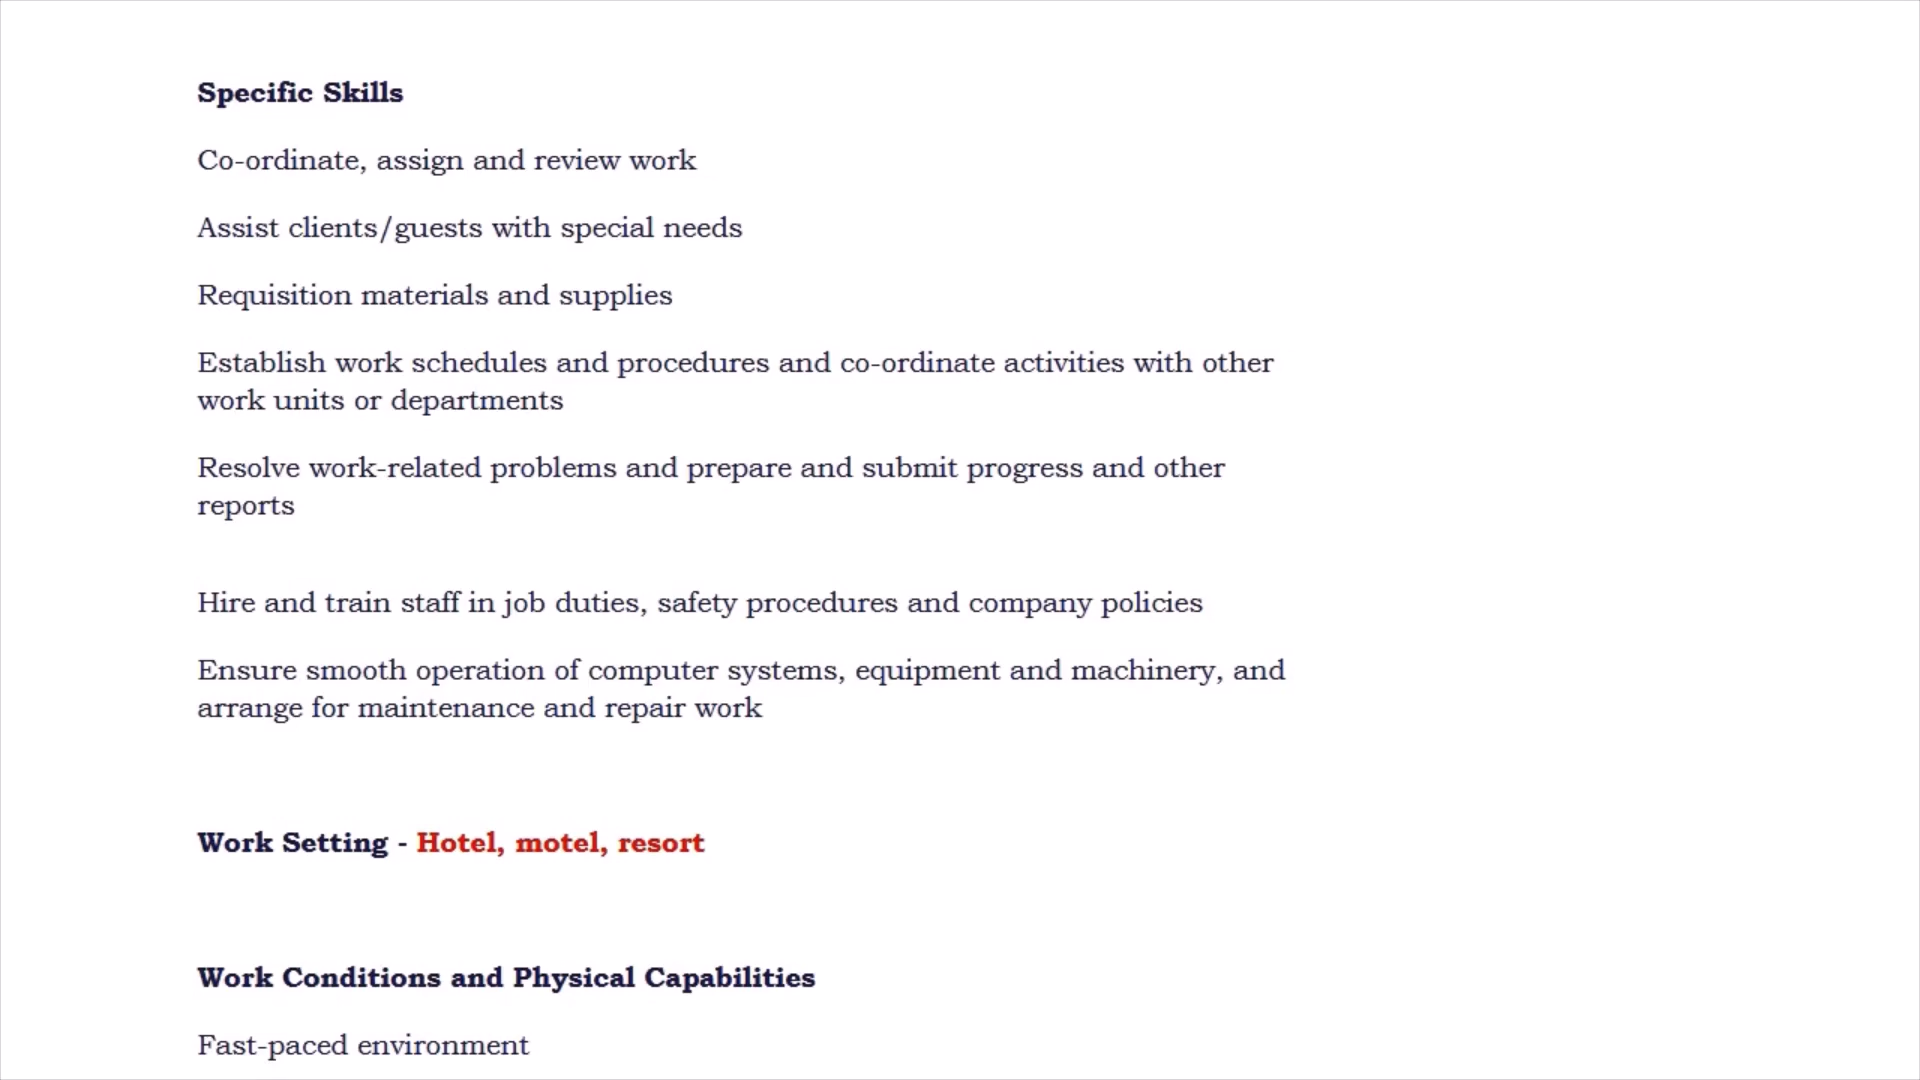 Specific Skills
Co-ordinate, assign and review work
Assist clients/guests with special needs
Requisition materials and supplies
Establish work schedules and procedures and co-ordinate activities with other
work units or departments
Resolve work-related problems and prepare and submit progress and other
reports
Hire and train staff in job duties, safety procedures and company policies
Ensure smooth operation of computer systems, equipment and machinery, and
arrange for maintenance and repair work
Work Setting - Hotel, motel, resort
Work Conditions and Physical Capabilities
Fast-paced environment